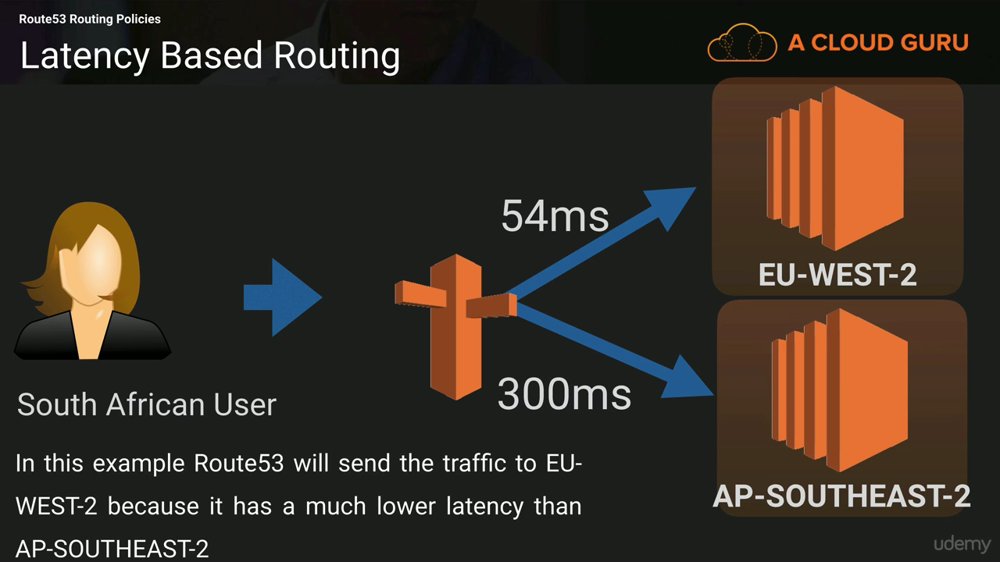 Route53 Routing Policies
Latency Based Routing
A CLOUD GURU
54ms
EU-WEST-2
300ms
AP-SOUTHEAST-2
South African User
In this example Route53 will send the traffic to EU-
WEST-2 because it has a much lower latency than
AP-SOUTHEAST-2
udemy